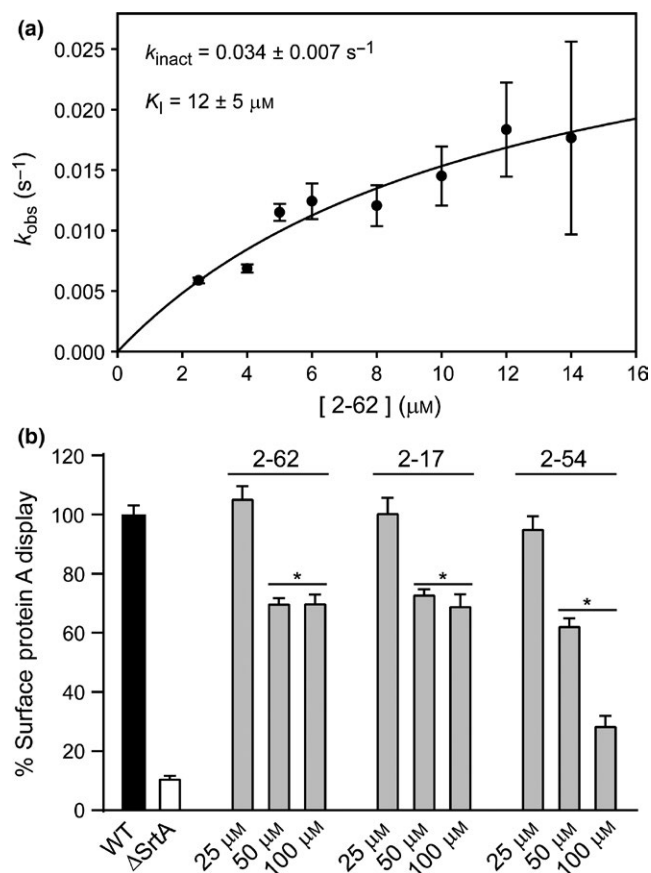 (a)
0.025
0.020
0.015
0.010
0.005
0.000
k_obs (s⁻¹)
k_inact = 0.034 ± 0.007 s⁻¹
K_I = 12 ± 5 μM
0 2 4 6 8 10 12 14 16
[ 2-62 ] (μM)
(b)
120
100
80
60
40
20
0
% Surface protein A display
2-62 2-17 2-54
* * *
WT ΔSrtA 25 μM 50 μM 100 μM 25 μM 50 μM 100 μM 25 μM 50 μM 100 μM